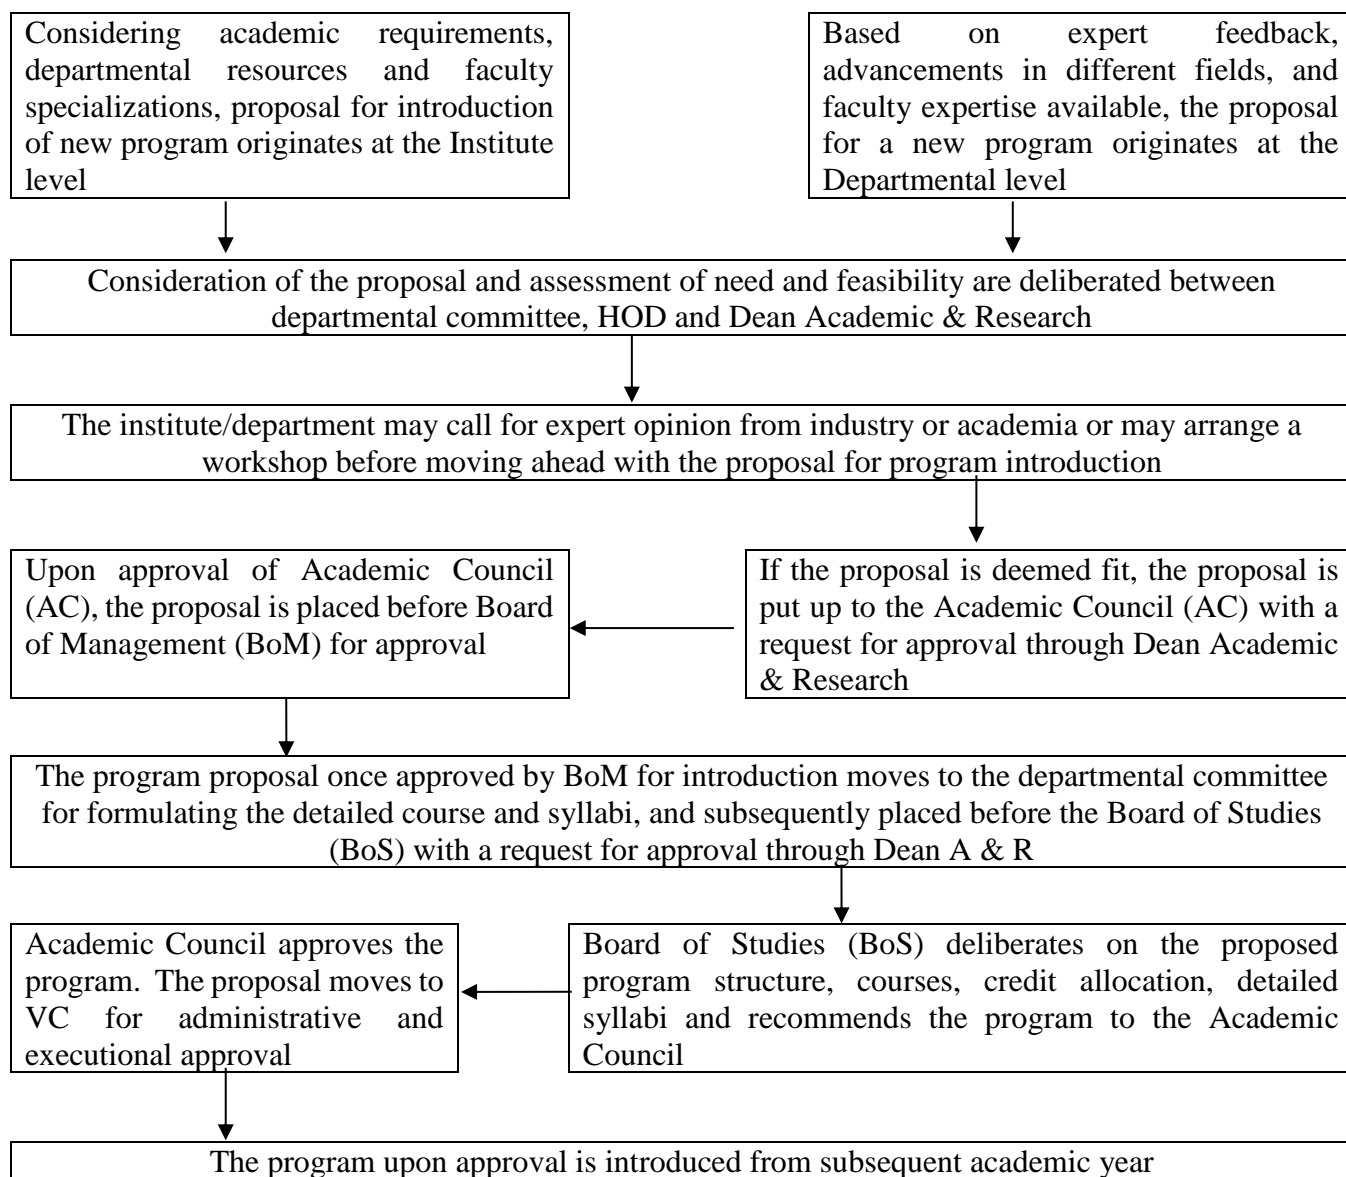 Considering academic requirements,
departmental resources and faculty
specializations, proposal for introduction
of new program originates at the Institute
level
Based on expert feedback,
advancements in different fields, and
faculty expertise available, the proposal
for a new program originates at the
Departmental level
Consideration of the proposal and assessment of need and feasibility are deliberated between
departmental committee, HOD and Dean Academic & Research
The institute/department may call for expert opinion from industry or academia or may arrange a
workshop before moving ahead with the proposal for program introduction
If the proposal is deemed fit, the proposal is
put up to the Academic Council (AC) with a
request for approval through Dean Academic
& Research
Upon approval of Academic Council
(AC), the proposal is placed before Board
of Management (BoM) for approval
The program proposal once approved by BoM for introduction moves to the departmental committee
for formulating the detailed course and syllabi, and subsequently placed before the Board of Studies
(BoS) with a request for approval through Dean A & R
Board of Studies (BoS) deliberates on the proposed
program structure, courses, credit allocation, detailed
syllabi and recommends the program to the Academic
Council
Academic Council approves the
program. The proposal moves to
VC for administrative and
executional approval
The program upon approval is introduced from subsequent academic year